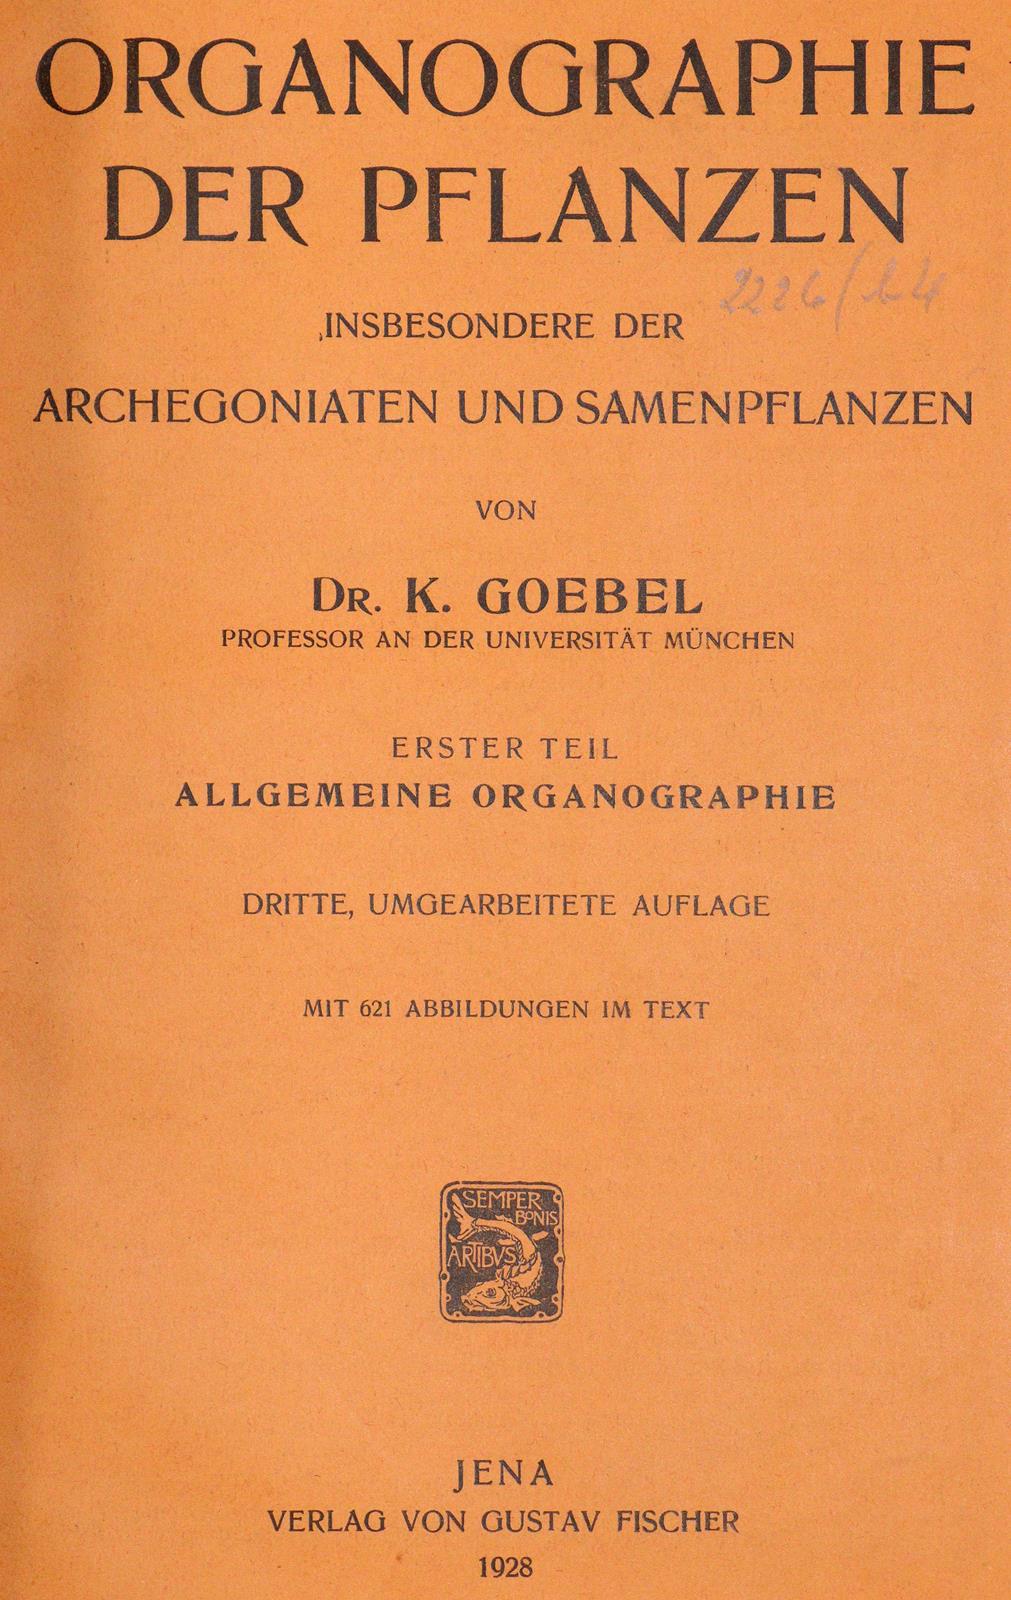 ORGANOGRAPHIE
DER PFLANZEN
INSBESONDERE DER
ARCHEGONIATEN UND SAMENPFLANZEN
VON
DR. K. GOEBEL
PROFESSOR AN DER UNIVERSITÄT MÜNCHEN
ERSTER TEIL
ALLGEMEINE ORGANOGRAPHIE
DRITTE, UMGEARBEITETE AUFLAGE
MIT 621 ABBILDUNGEN IM TEXT
SEMPER
BONIS
ARTIBVS
JENA
VERLAG VON GUSTAV FISCHER
1928